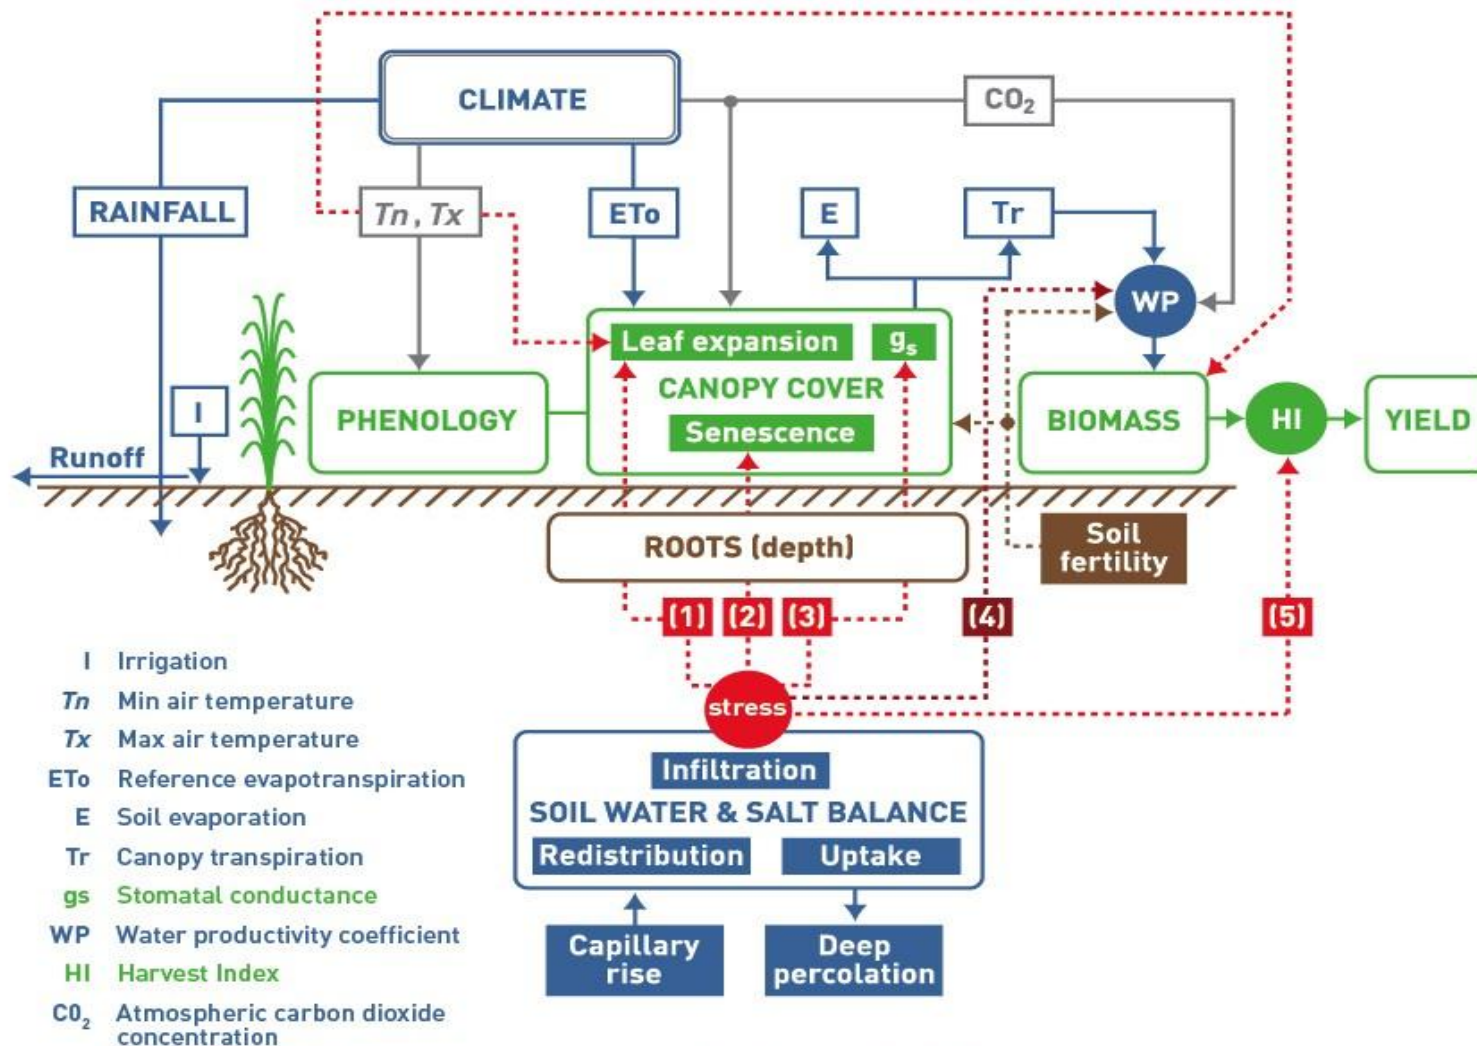 CLIMATE
CO₂
RAINFALL
Tn, Tx
ETo
E
Tr
WP
Leaf expansion
gs
CANOPY COVER
Senescence
PHENOLOGY
I
Runoff
BIOMASS
HI
YIELD
ROOTS (depth)
Soil
fertility
(1)
(2)
(3)
(4)
(5)
stress
Infiltration
SOIL WATER & SALT BALANCE
Redistribution
Uptake
Capillary
rise
Deep
percolation
I Irrigation
Tn Min air temperature
Tx Max air temperature
ETo Reference evapotranspiration
E Soil evaporation
Tr Canopy transpiration
gs Stomatal conductance
WP Water productivity coefficient
HI Harvest Index
C0₂ Atmospheric carbon dioxide
concentration